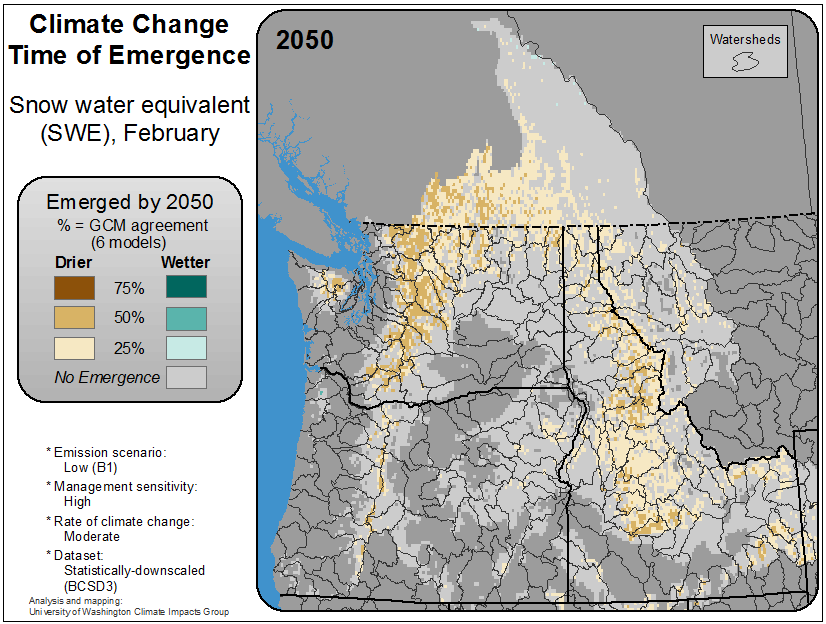 Climate Change
Time of Emergence
Snow water equivalent
(SWE), February
Emerged by 2050
% = GCM agreement
(6 models)
Drier Wetter
75%
50%
25%
No Emergence
* Emission scenario:
Low (B1)
* Management sensitivity:
High
* Rate of climate change:
Moderate
* Dataset:
Statistically-downscaled
(BCSD3)
Analysis and mapping:
University of Washington Climate Impacts Group
2050
Watersheds